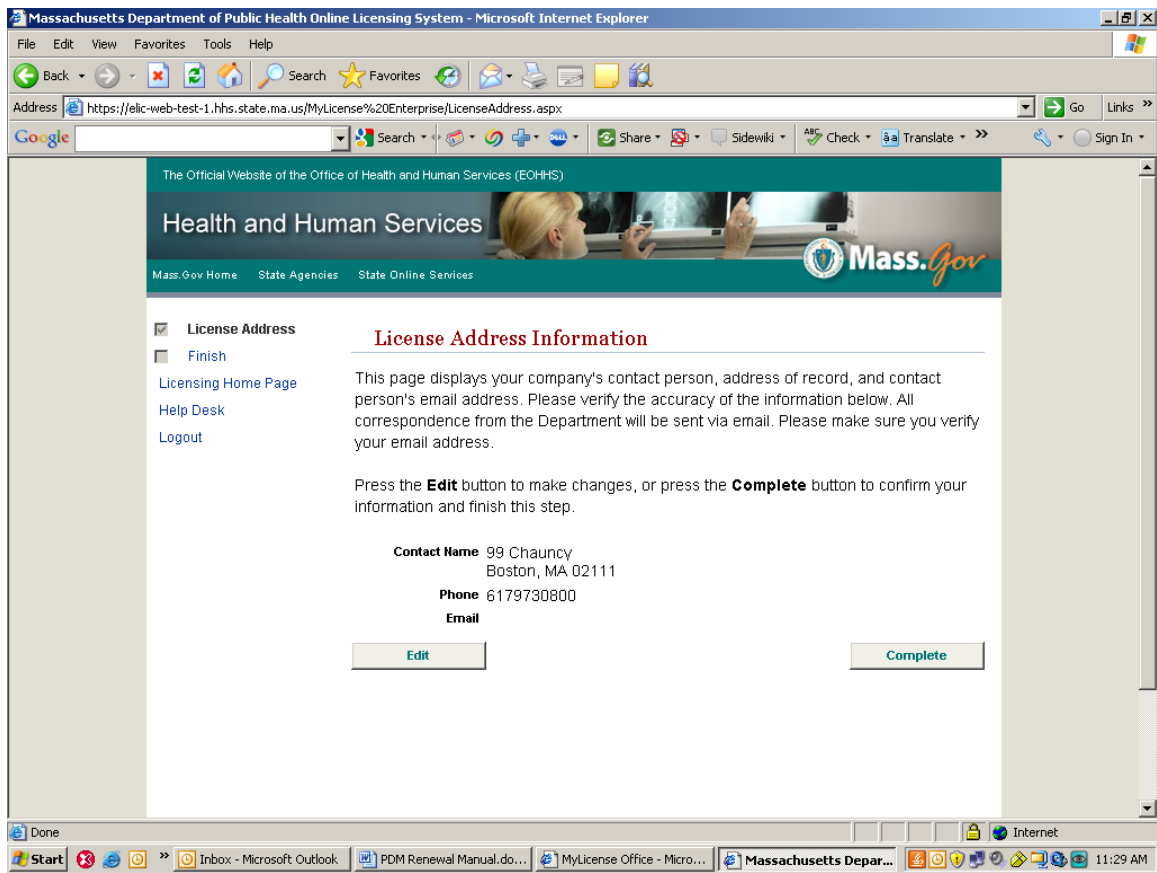 Massachusetts Department of Public Health Online Licensing System - Microsoft Internet Explorer
File Edit View Favorites Tools Help
Back Search Favorites
Address https://elic-web-test-1.hhs.state.ma.us/MyLicense%20Enterprise/LicenseAddress.aspx Go Links »
Google Search Share Sidewiki Check Translate » Sign In
The Official Website of the Office of Health and Human Services (EOHHS)
Health and Human Services
Mass.Gov
Mass.Gov Home State Agencies State Online Services
License Address
Finish
Licensing Home Page
Help Desk
Logout
License Address Information
This page displays your company's contact person, address of record, and contact
person's email address. Please verify the accuracy of the information below. All
correspondence from the Department will be sent via email. Please make sure you verify
your email address.
Press the Edit button to make changes, or press the Complete button to confirm your
information and finish this step.
Contact Name 99 Chauncy
Boston, MA 02111
Phone 6179730800
Email
Edit Complete
Done Internet
Start » Inbox - Microsoft Outlook PDM Renewal Manual.do... MyLicense Office - Micro... Massachusetts Depar... 11:29 AM